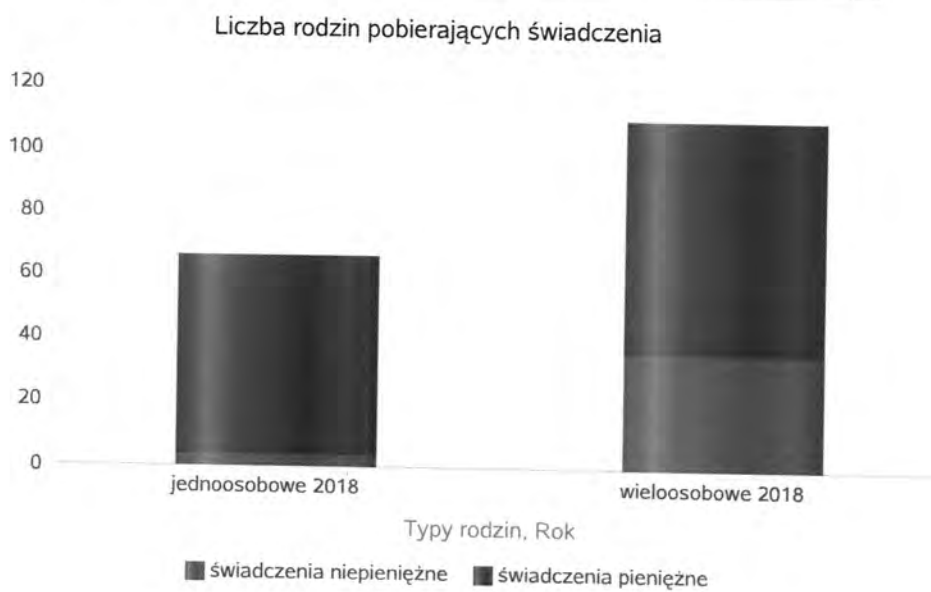 Liczba rodzin pobierających świadczenia
120
100
80
60
40
20
0
jednoosobowe 2018
wieloosobowe 2018
Typy rodzin, Rok
świadczenia niepieniężne świadczenia pieniężne